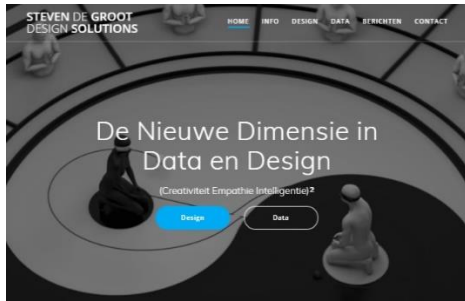 STEVEN DE GROOT
DESIGN SOLUTIONS
HOME INFO DESIGN DATA BERICHTEN CONTACT
De Nieuwe Dimensie in
Data en Design
(Creativiteit Empathie Intelligentie)²
Design Data